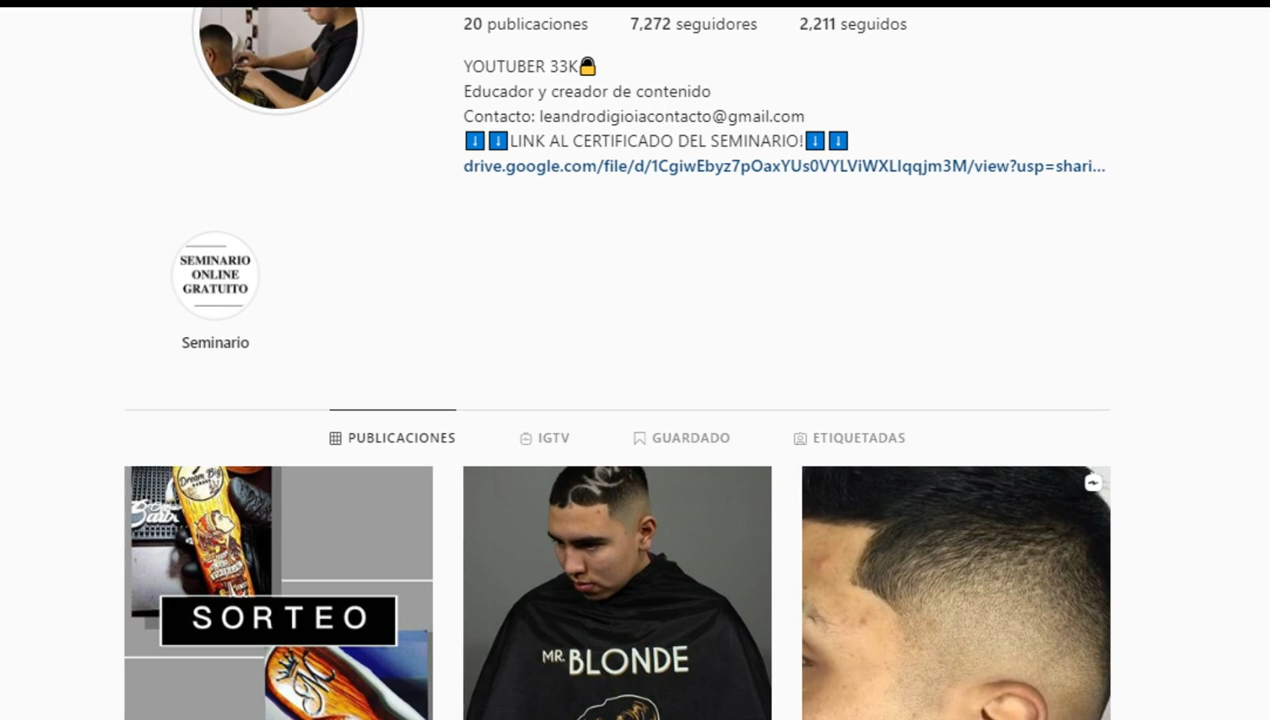 20 publicaciones 7,272 seguidores 2,211 seguidos
YOUTUBER 33K🔒
Educador y creador de contenido
Contacto: leandrodigioiacontacto@gmail.com
⬇️⬇️LINK AL CERTIFICADO DEL SEMINARIO!⬇️⬇️
drive.google.com/file/d/1CgiwEbyz7pOaxYUs0VYLViWXLIqqjm3M/view?usp=shari...
SEMINARIO
ONLINE
GRATUITO
Seminario
PUBLICACIONES IGTV GUARDADO ETIQUETADAS
Dream Big
SORTEO
MR. BLONDE